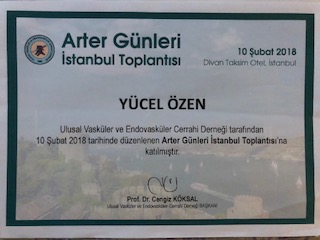 Arter Günleri
İstanbul Toplantısı
10 Şubat 2018
Divan Taksim Otel, İstanbul
YÜCEL ÖZEN
Ulusal Vasküler ve Endovasküler Cerrahi Derneği tarafından
10 Şubat 2018 tarihinde düzenlenen Arter Günleri İstanbul Toplantısı'na
katılmıştır.
Prof. Dr. Cengiz KÖKSAL
Ulusal Vasküler ve Endovasküler Cerrahi Derneği BAŞKANI